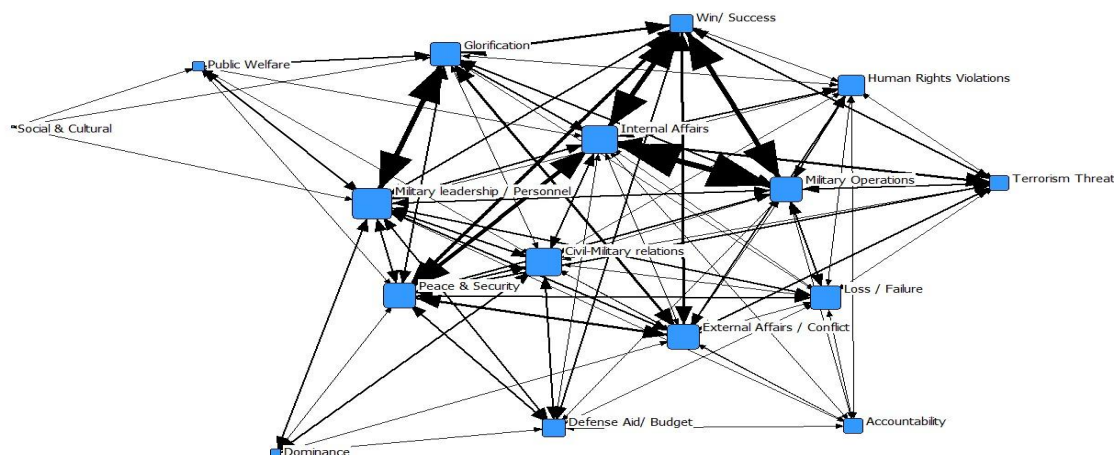 Win/ Success
Glorification
Public Welfare
Human Rights Violations
Social & Cultural
Internal Affairs
Military Operations
Terrorism Threat
Military leadership / Personnel
Civil-Military relations
Peace & Security
Loss / Failure
External Affairs / Conflict
Defense Aid/ Budget
Accountability
Dominance